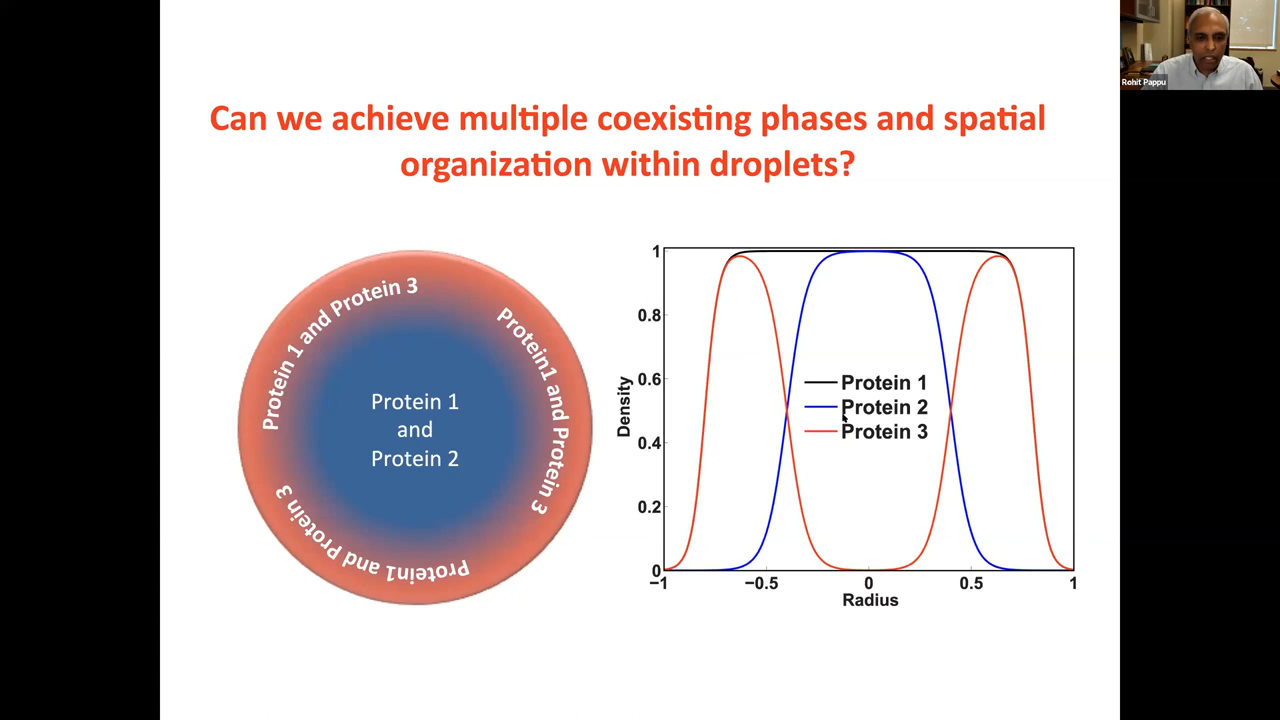 Rohit Pappu
Can we achieve multiple coexisting phases and spatial
organization within droplets?
Protein 1 and Protein 3
Protein1 and Protein 3
Protein1 and Protein 3
Protein 1
and
Protein 2
Density
1
0.8
0.6
0.4
0.2
0
Protein 1
Protein 2
Protein 3
−1
−0.5
0
0.5
1
Radius